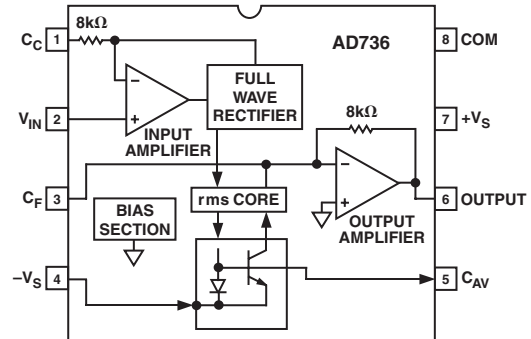 8kΩ
C_C 1
AD736
8 COM
FULL
WAVE
RECTIFIER
8kΩ
−
+
V_IN 2
INPUT
AMPLIFIER
7 +V_S
−
+
C_F 3
rms CORE
6 OUTPUT
BIAS
SECTION
OUTPUT
AMPLIFIER
−V_S 4
5 C_AV